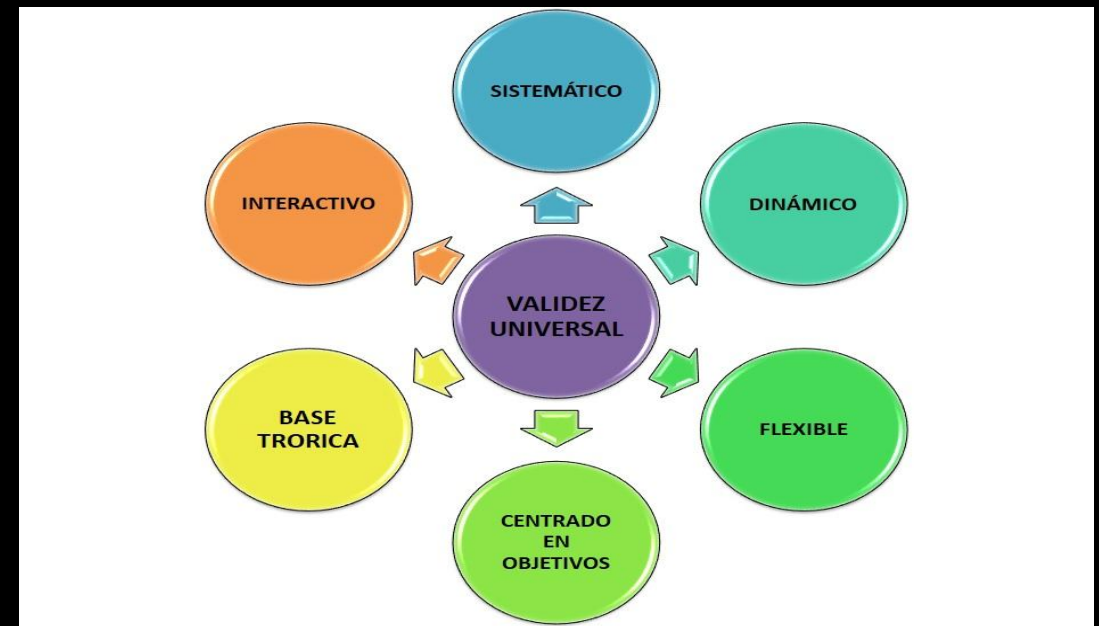 SISTEMÁTICO
INTERACTIVO
DINÁMICO
VALIDEZ
UNIVERSAL
BASE
TRORICA
FLEXIBLE
CENTRADO
EN
OBJETIVOS